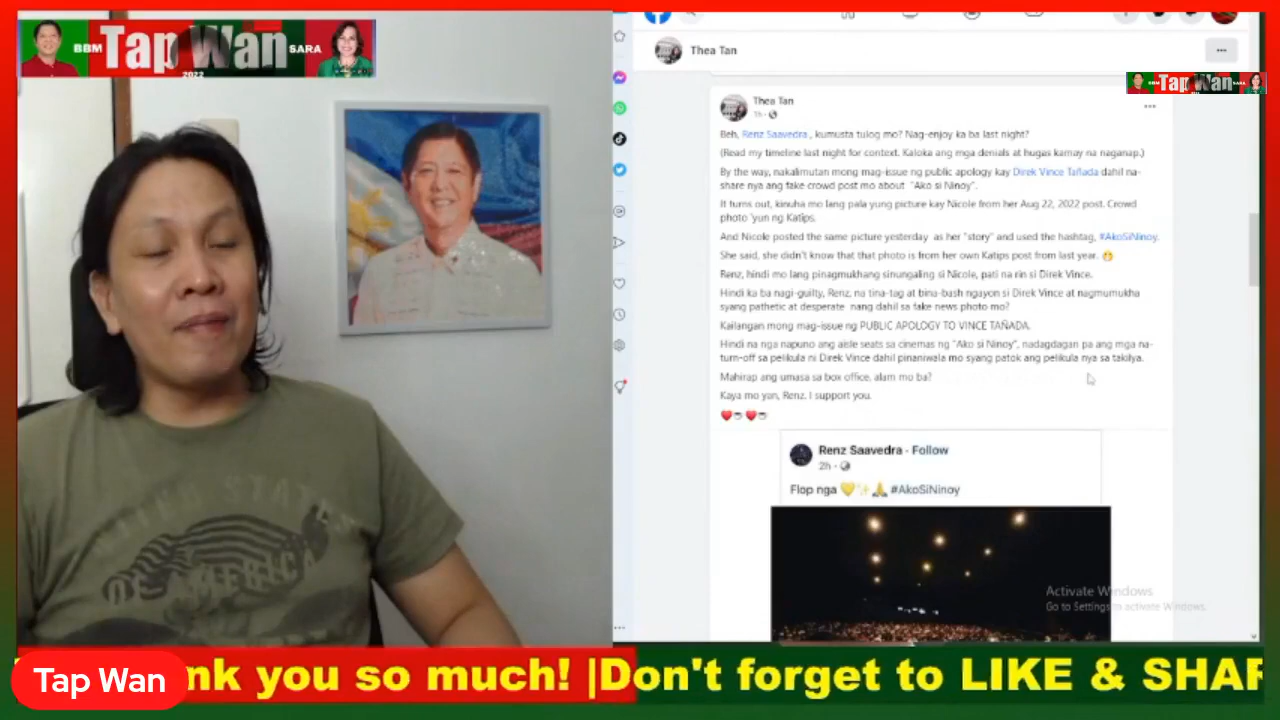 BBM Tap Wan SARA
2022
Thea Tan
BBM Tap Wan SARA
Thea Tan
1h
Beh, Renz Saavedra , kumusta tulog mo? Nag-enjoy ka ba last night?
(Read my timeline last night for context. Kaloka ang mga denials at hugas kamay na naganap.)
By the way, nakalimutan mong mag-issue ng public apology kay Direk Vince Tañada dahil na-
share nya ang fake crowd post mo about "Ako si Ninoy".
It turns out, kinuha mo lang pala yung picture kay Nicole from her Aug 22, 2022 post. Crowd
photo 'yun ng Katips.
And Nicole posted the same picture yesterday as her "story" and used the hashtag, #AkoSiNinoy.
She said, she didn't know that that photo is from her own Katips post from last year. 🤭
Renz, hindi mo lang pinagmukhang sinungaling si Nicole, pati na rin si Direk Vince.
Hindi ka ba nagi-guilty, Renz, na tina-tag at bina-bash ngayon si Direk Vince at nagmumukha
syang pathetic at desperate nang dahil sa fake news photo mo?
Kailangan mong mag-issue ng PUBLIC APOLOGY TO VINCE TAÑADA.
Hindi na nga napuno ang aisle seats sa cinemas ng "Ako si Ninoy", nadagdagan pa ang mga na-
turn-off sa pelikula ni Direk Vince dahil pinaniwala mo syang patok ang pelikula nya sa takilya.
Mahirap ang umasa sa box office, alam mo ba?
Kaya mo yan, Renz. I support you.
❤️☕❤️☕
Renz Saavedra · Follow
2h
Flop nga 💛✨🙏 #AkoSiNinoy
Activate Windows
Go to Settings to activate Windows.
OF AMERICA
Tap Wan
nk you so much! |Don't forget to LIKE & SHAR